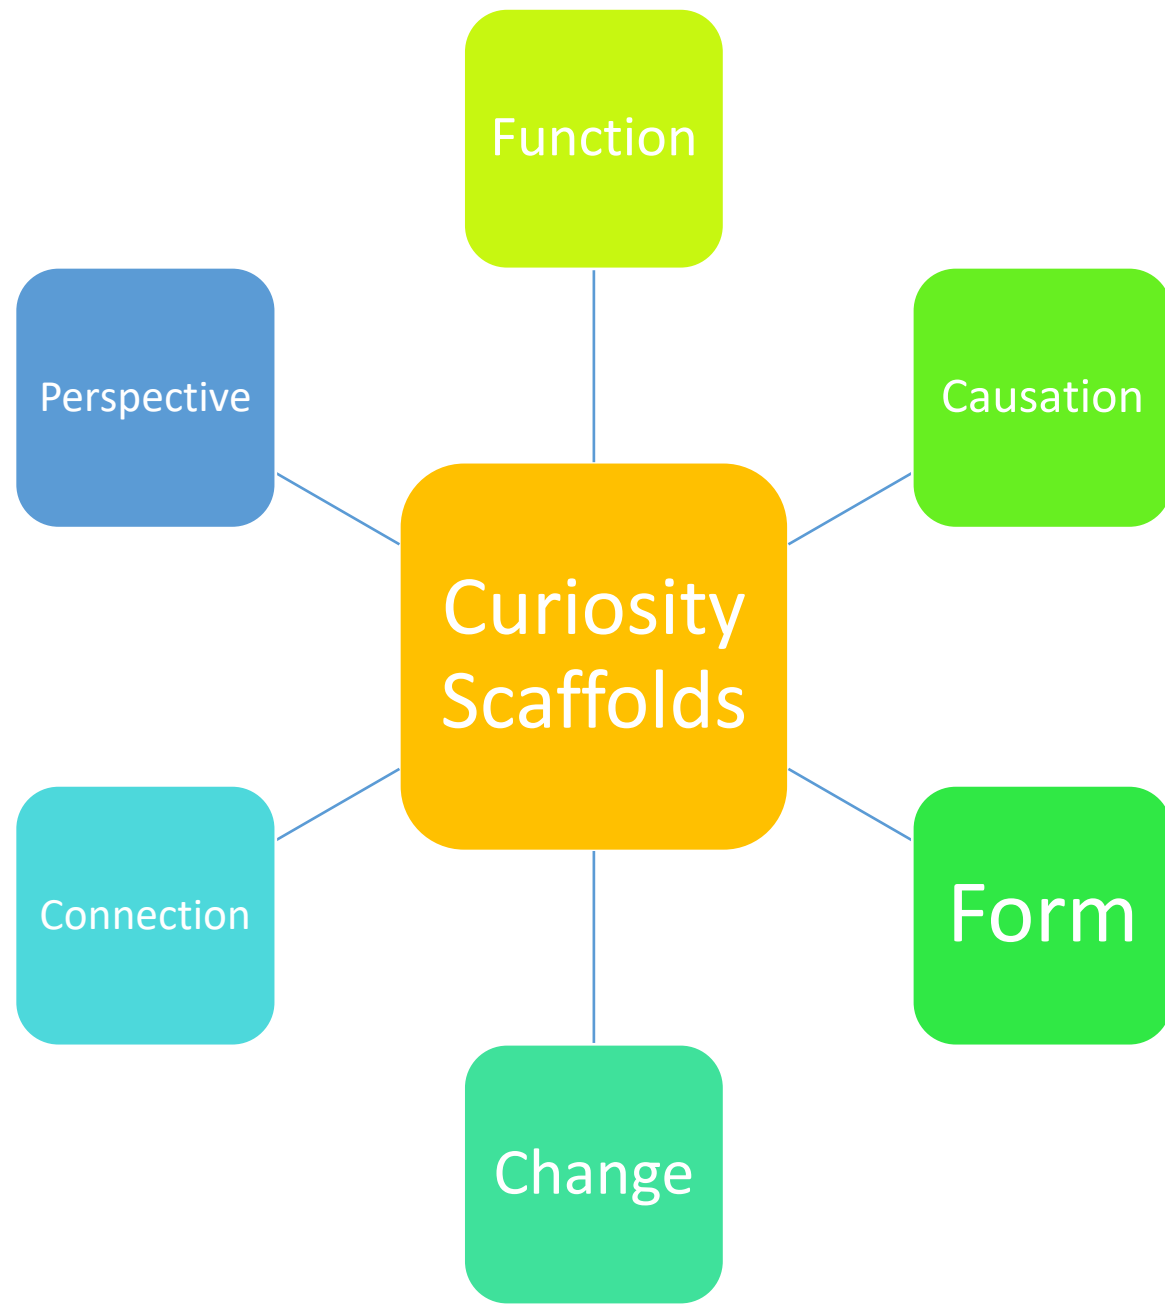 Function
Perspective
Causation
Curiosity
Scaffolds
Connection
Form
Change